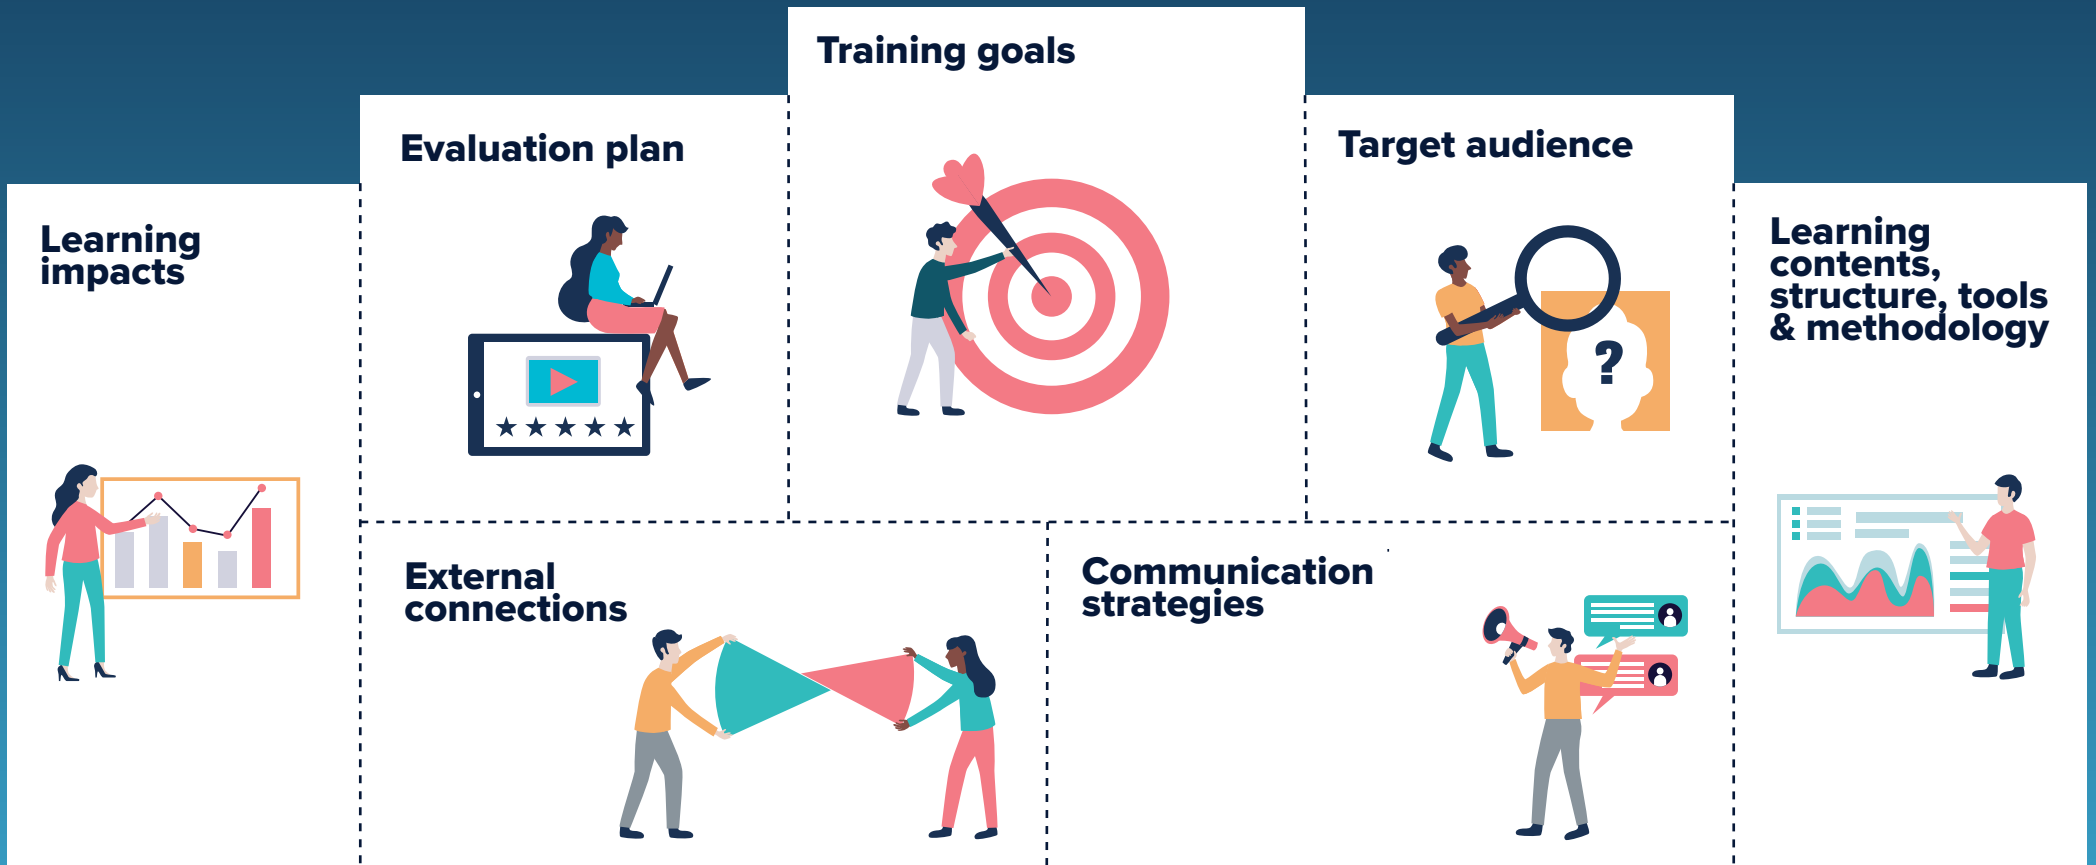 Training goals
Evaluation plan
Target audience
Learning
impacts
Learning
contents,
structure, tools
& methodology
?
External
connections
Communication
strategies